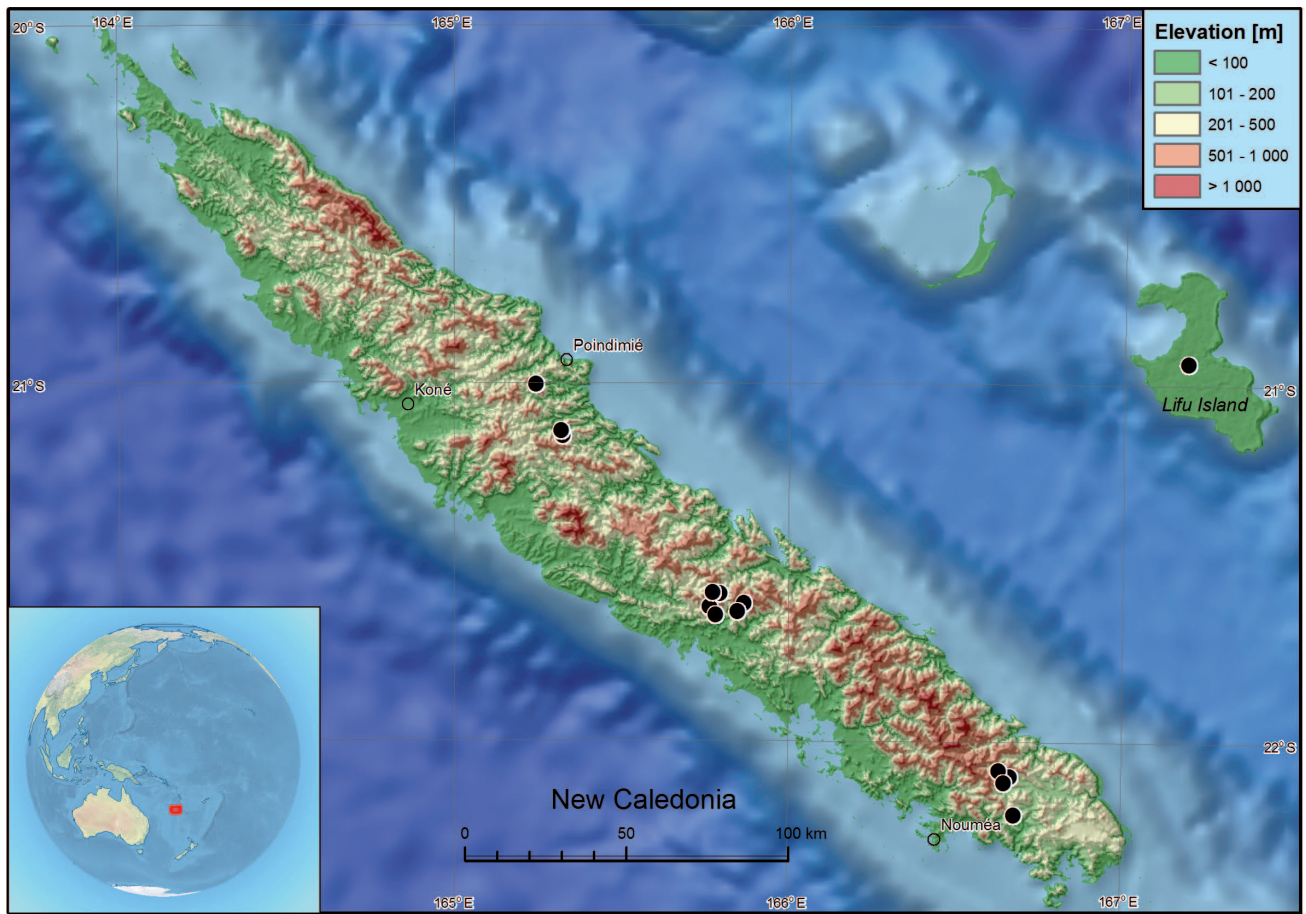 164° E
165° E
166° E
167° E
20° S
Elevation [m]
< 100
101 - 200
201 - 500
501 - 1 000
> 1 000
Poindimié
21° S
Koné
21° S
Lifu Island
22° S
New Caledonia
0 50 100 km
Nouméa
165° E
166° E
167° E